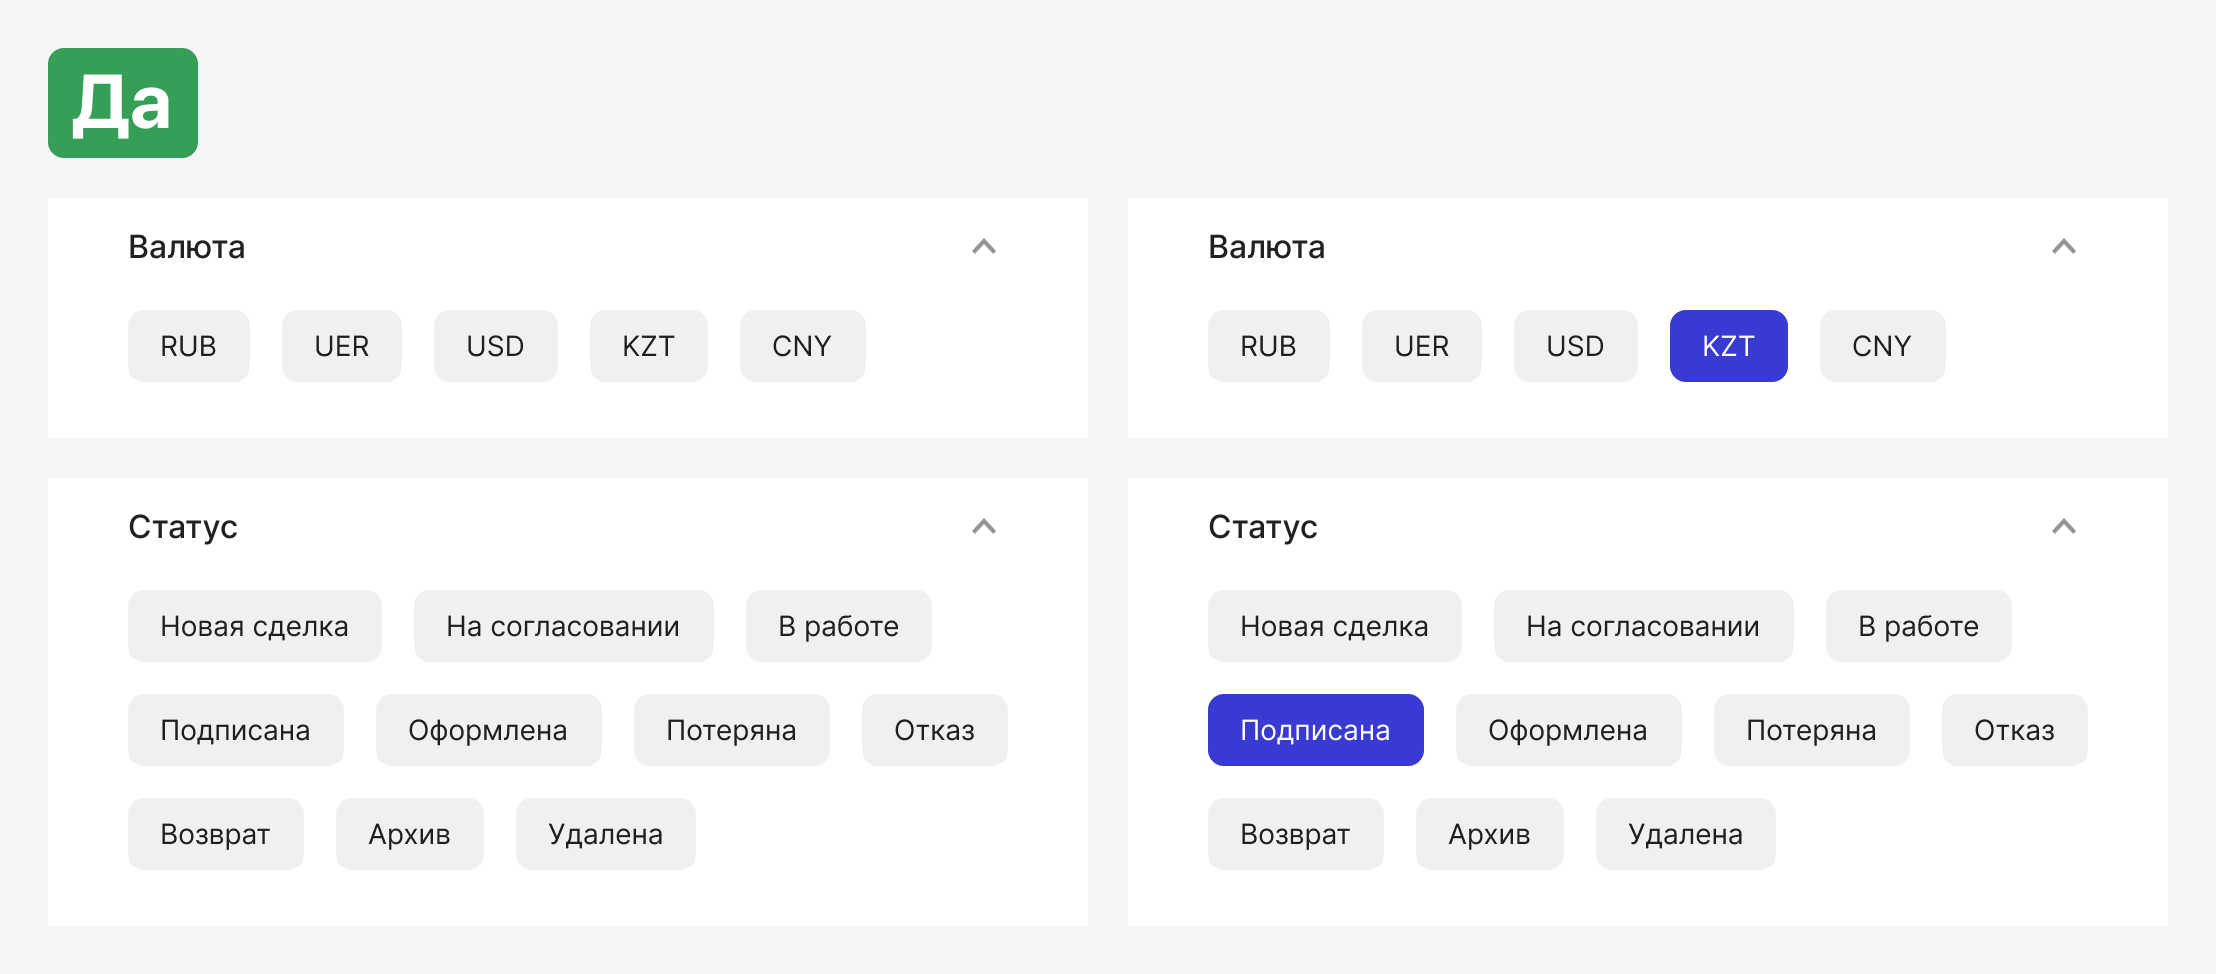 Да
Валюта
RUB UER USD KZT CNY
Валюта
RUB UER USD KZT CNY
Статус
Новая сделка На согласовании В работе
Подписана Оформлена Потеряна Отказ
Возврат Архив Удалена
Статус
Новая сделка На согласовании В работе
Подписана Оформлена Потеряна Отказ
Возврат Архив Удалена